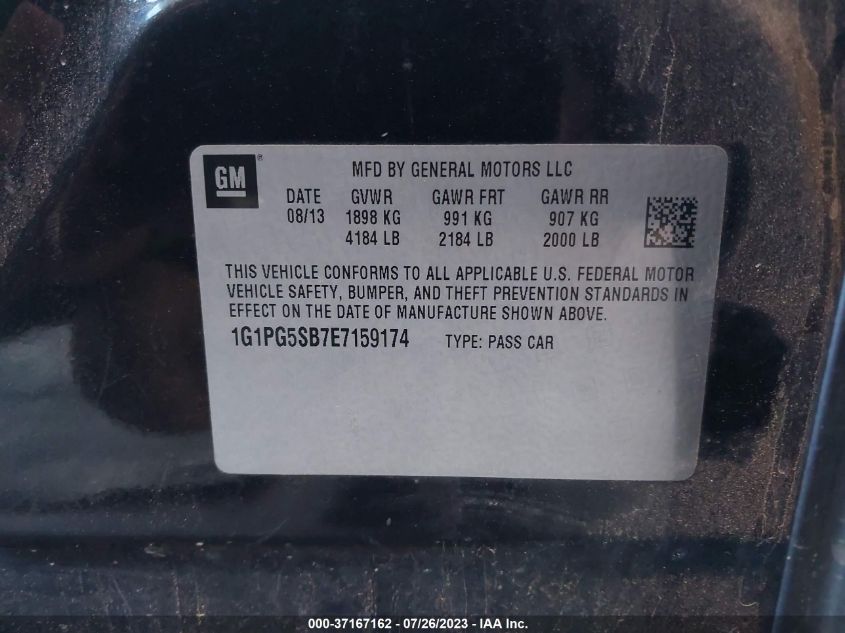 GM®
MFD BY GENERAL MOTORS LLC
DATE GVWR GAWR FRT GAWR RR
08/13 1898 KG 991 KG 907 KG
4184 LB 2184 LB 2000 LB
THIS VEHICLE CONFORMS TO ALL APPLICABLE U.S. FEDERAL MOTOR
VEHICLE SAFETY, BUMPER, AND THEFT PREVENTION STANDARDS IN
EFFECT ON THE DATE OF MANUFACTURE SHOWN ABOVE.
1G1PG5SB7E7159174 TYPE: PASS CAR
000-37167162 - 07/26/2023 - IAA Inc.